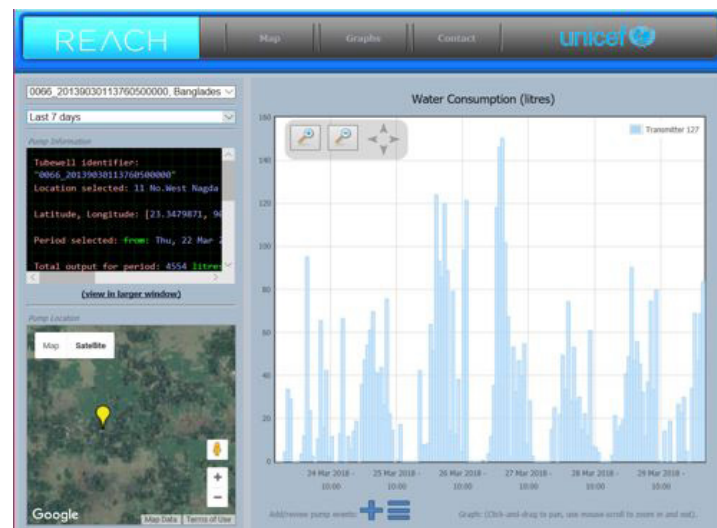 REACH
Map
Graphs
Contact
unicef
0066_20139030113760500000, Banglades
Last 7 days
Pump Information
Tubewell identifier:
"0066_20139030113760500000"
Location selected: 11 No.West Nagda
Latitude, Longitude: [23.3479871, 90
Period selected: from: Thu, 22 Mar 2
Total output for period: 4554 litres
(view in larger window)
Pump Location
Map Satellite
Google
Map Data Terms of Use
Water Consumption (litres)
Transmitter 127
160
140
120
100
80
60
40
20
0
24 Mar 2018 - 10:00
25 Mar 2018 - 10:00
26 Mar 2018 - 10:00
27 Mar 2018 - 10:00
28 Mar 2018 - 10:00
29 Mar 2018 - 10:00
Add/remove pump events:
Graph: (Click-and-drag to pan, use mouse-scroll to zoom in and out).